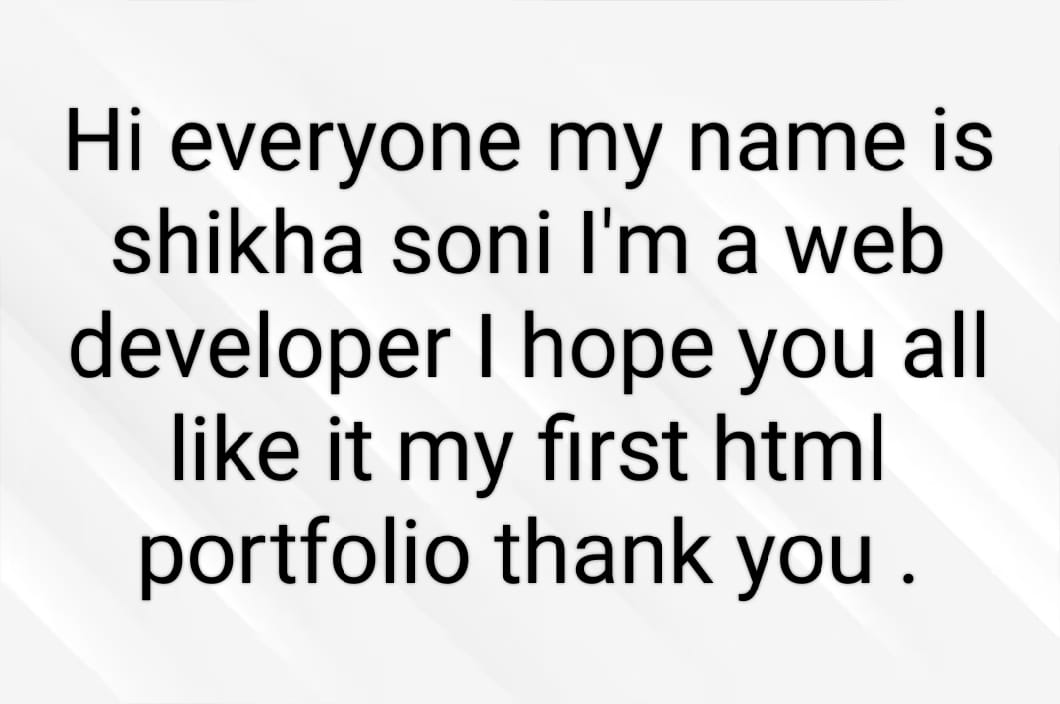 Hi everyone my name is
shikha soni I'm a web
developer I hope you all
like it my first html
portfolio thank you .